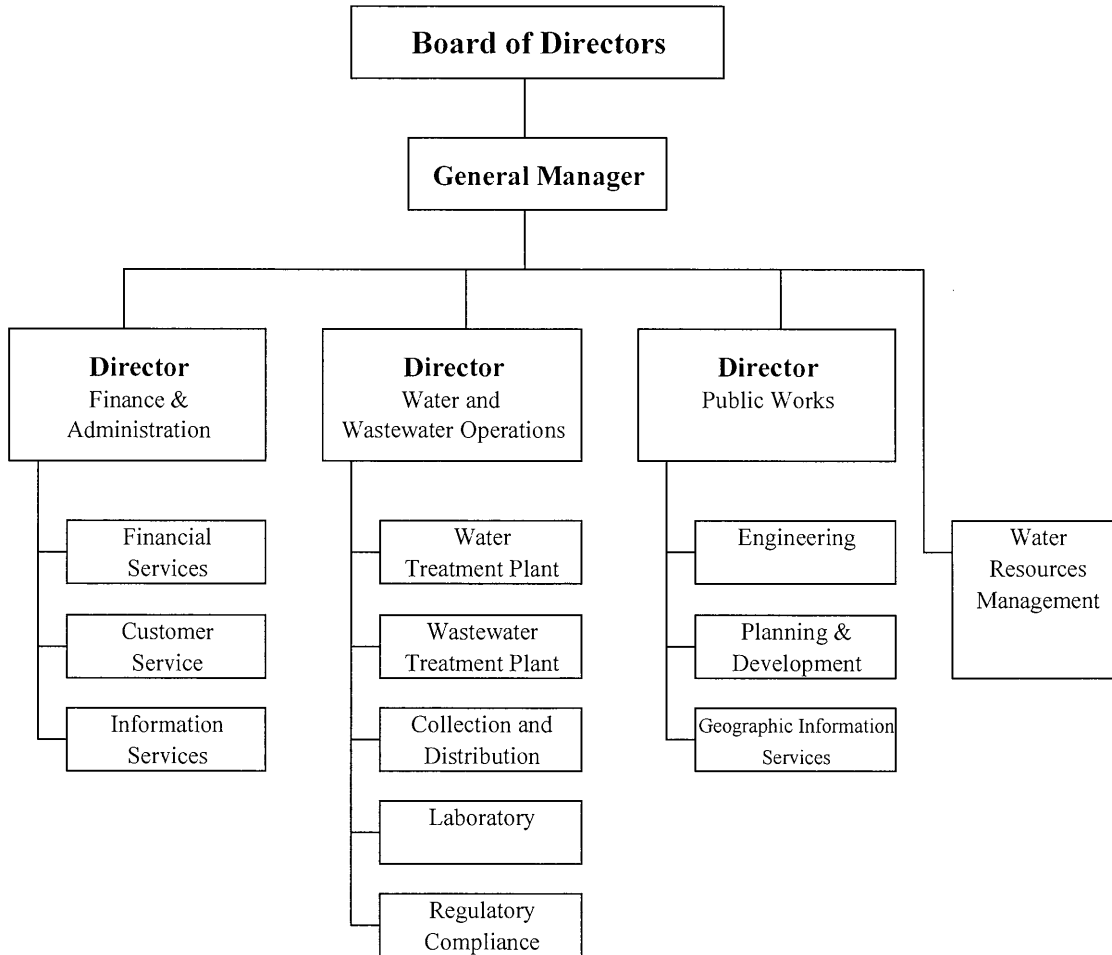 Board of Directors
General Manager
Director
Finance &
Administration
Director
Water and
Wastewater Operations
Director
Public Works
Financial
Services
Customer
Service
Information
Services
Water
Treatment Plant
Wastewater
Treatment Plant
Collection and
Distribution
Laboratory
Regulatory
Compliance
Engineering
Planning &
Development
Geographic Information
Services
Water
Resources
Management